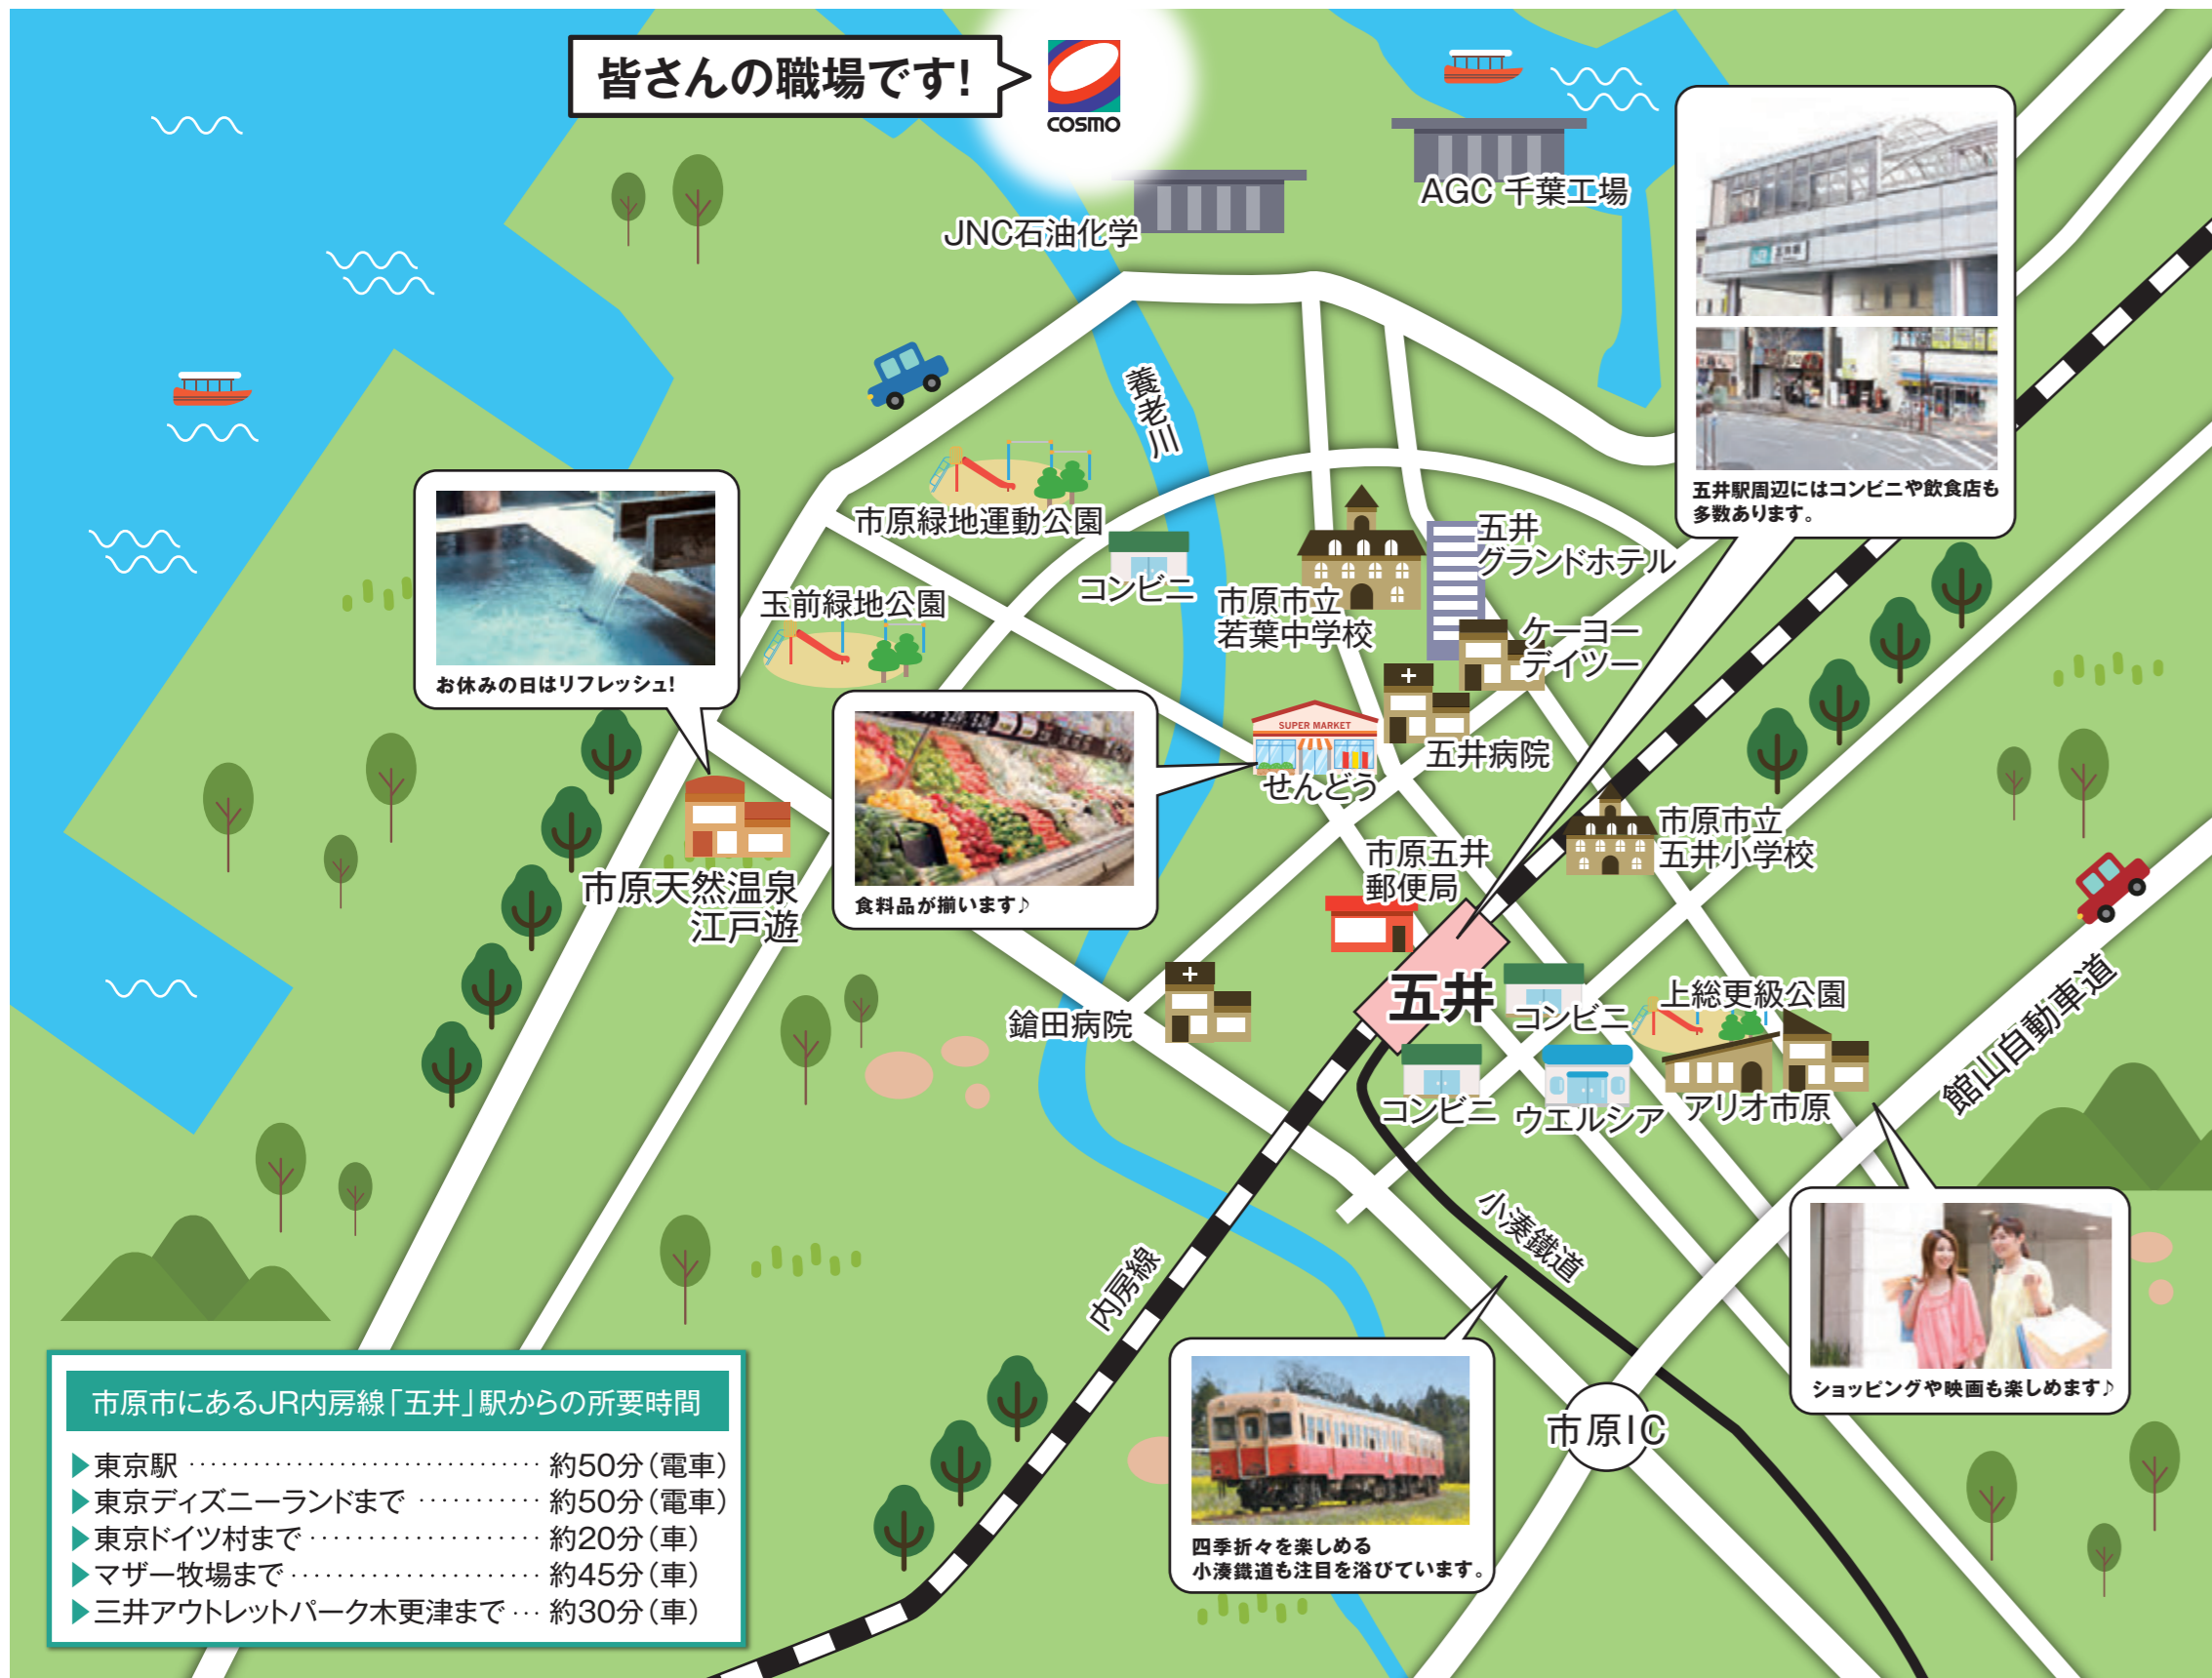 皆さんの職場です!
COSMO
JNC石油化学
AGC 千葉工場
養老川
五井駅周辺にはコンビニや飲食店も
多数あります。
お休みの日はリフレッシュ!
市原緑地運動公園
コンビニ
玉前緑地公園
市原市立
若葉中学校
五井
グランドホテル
ケーヨー
デイツー
SUPER MARKET
せんどう
五井病院
食料品が揃います♪
市原天然温泉
江戸遊
市原五井
郵便局
市原市立
五井小学校
五井
鎗田病院
コンビニ
上総更級公園
コンビニ
ウエルシア
アリオ市原
館山自動車道
小湊鐵道
内房線
ショッピングや映画も楽しめます♪
市原IC
四季折々を楽しめる
小湊鐵道も注目を浴びています。
市原市にあるJR内房線「五井」駅からの所要時間
▶東京駅 ································ 約50分(電車)
▶東京ディズニーランドまで ··········· 約50分(電車)
▶東京ドイツ村まで ····················· 約20分(車)
▶マザー牧場まで ······················· 約45分(車)
▶三井アウトレットパーク木更津まで ··· 約30分(車)